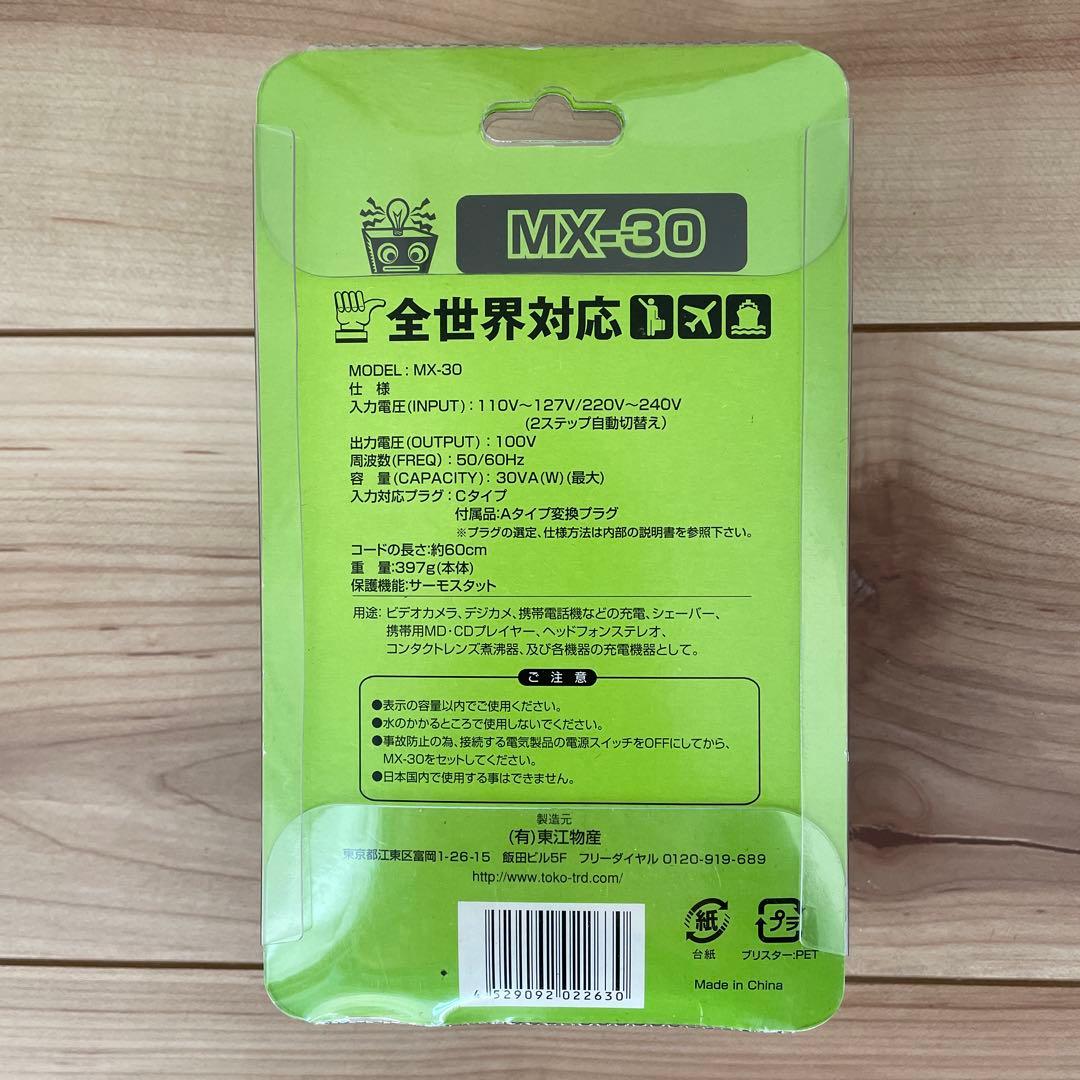 MX-30
全世界対応
MODEL : MX-30
仕 様
入力電圧(INPUT) : 110V～127V/220V～240V
(2ステップ自動切替え)
出力電圧(OUTPUT) : 100V
周波数(FREQ) : 50/60Hz
容 量(CAPACITY) : 30VA(W)(最大)
入力対応プラグ : Cタイプ
付属品:Aタイプ変換プラグ
※プラグの選定、仕様方法は内部の説明書を参照下さい。
コードの長さ:約60cm
重 量:397g(本体)
保護機能:サーモスタット
用途: ビデオカメラ、デジカメ、携帯電話機などの充電、シェーバー、
携帯用MD・CDプレイヤー、ヘッドフォンステレオ、
コンタクトレンズ煮沸器、及び各機器の充電機器として。
ご注意
●表示の容量以内でご使用ください。
●水のかかるところで使用しないでください。
●事故防止の為、接続する電気製品の電源スイッチをOFFにしてから、
MX-30をセットしてください。
●日本国内で使用する事はできません。
製造元
(有)東江物産
東京都江東区富岡1-26-15 飯田ビル5F フリーダイヤル 0120-919-689
http://www.toko-trd.com/
紙
プラ
台紙
ブリスター:PET
4 529092 022630
Made in China